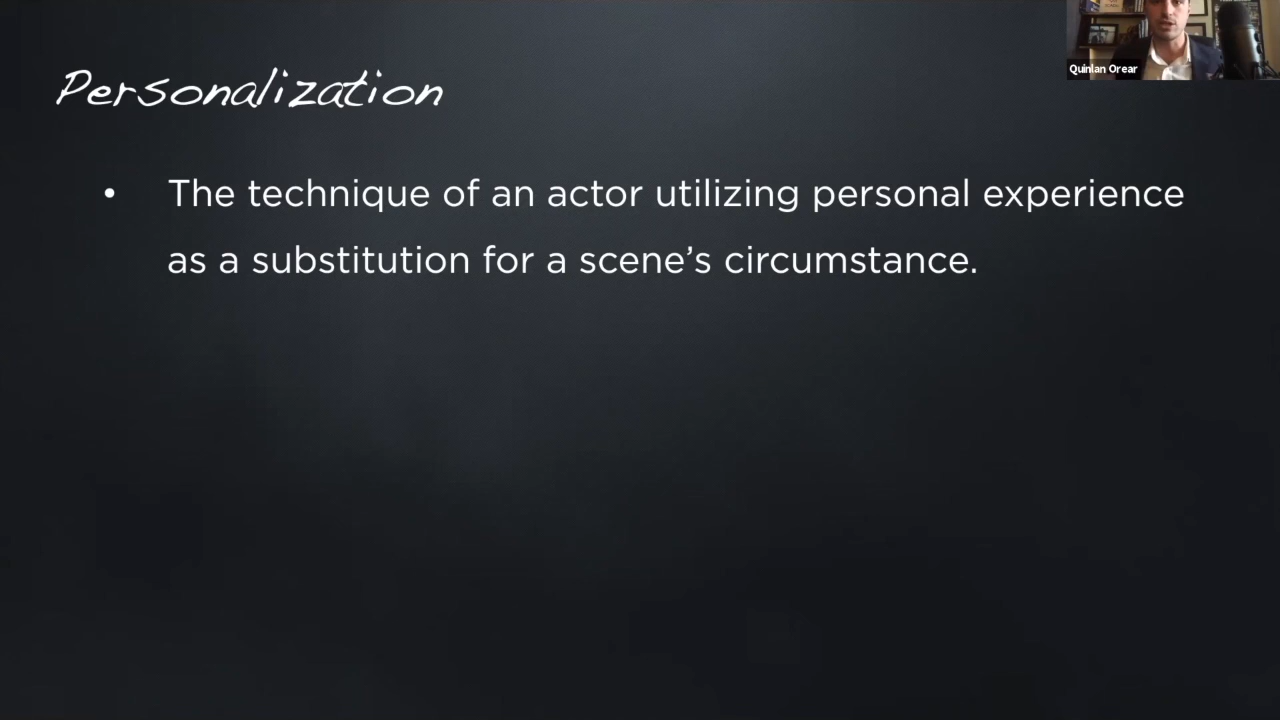 Personalization
• The technique of an actor utilizing personal experience
as a substitution for a scene’s circumstance.
Quinlan Orear